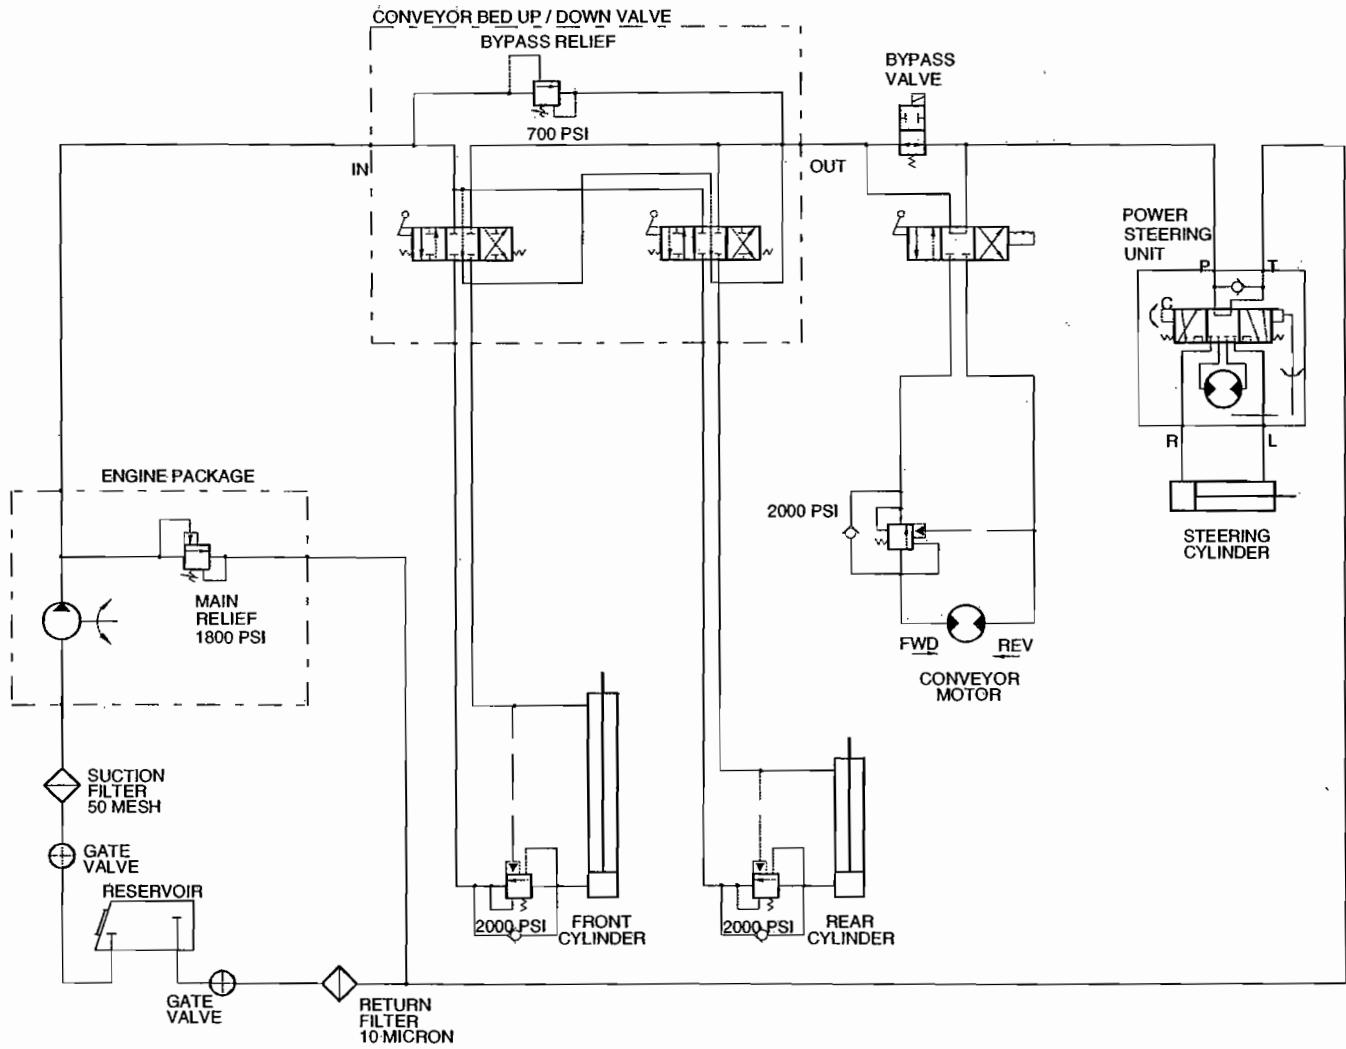 CONVEYOR BED UP / DOWN VALVE
BYPASS RELIEF
700 PSI
IN
OUT
BYPASS
VALVE
POWER
STEERING
UNIT
P
T
C
R
L
STEERING
CYLINDER
ENGINE PACKAGE
MAIN
RELIEF
1800 PSI
2000 PSI
FWD
REV
CONVEYOR
MOTOR
SUCTION
FILTER
50 MESH
GATE
VALVE
RESERVOIR
GATE
VALVE
RETURN
FILTER
10 MICRON
2000 PSI
FRONT
CYLINDER
2000 PSI
REAR
CYLINDER